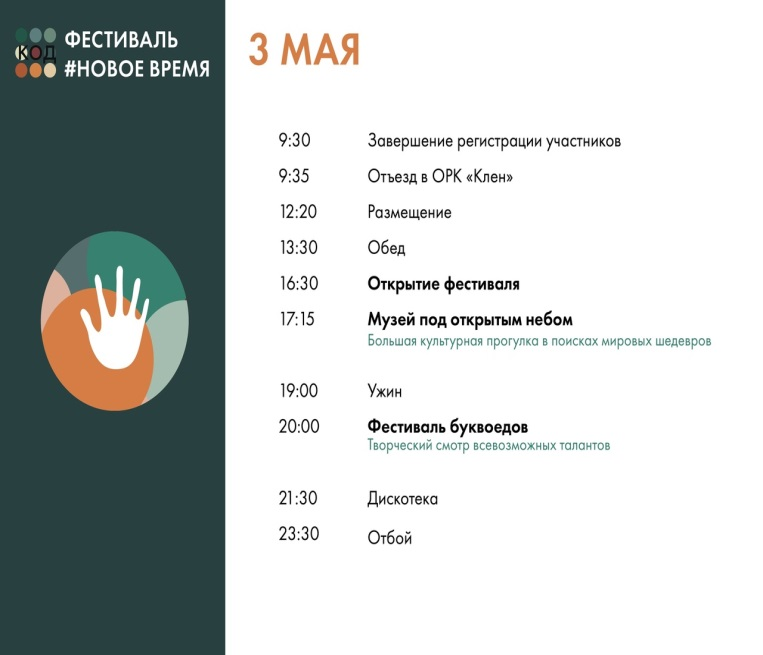 КОД
ФЕСТИВАЛЬ
#НОВОЕ ВРЕМЯ
3 МАЯ
9:30 Завершение регистрации участников
9:35 Отъезд в ОРК «Клен»
12:20 Размещение
13:30 Обед
16:30 Открытие фестиваля
17:15 Музей под открытым небом
Большая культурная прогулка в поисках мировых шедевров
19:00 Ужин
20:00 Фестиваль буквоедов
Творческий смотр всевозможных талантов
21:30 Дискотека
23:30 Отбой